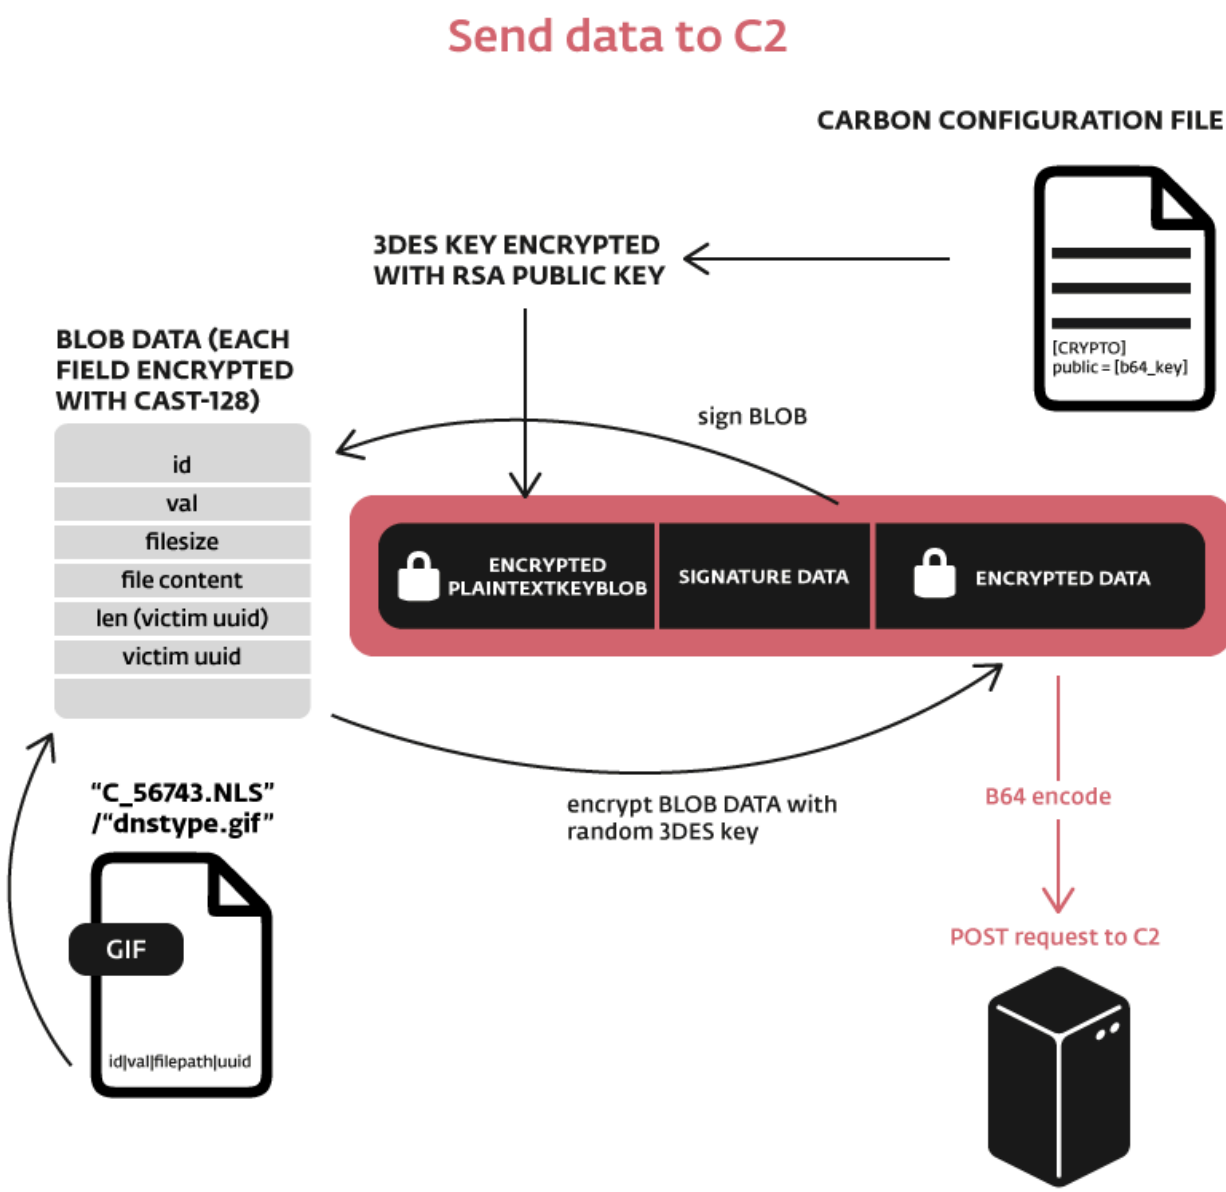 Send data to C2
CARBON CONFIGURATION FILE
[CRYPTO]
public = [b64_key]
3DES KEY ENCRYPTED
WITH RSA PUBLIC KEY
BLOB DATA (EACH
FIELD ENCRYPTED
WITH CAST-128)
id
val
filesize
file content
len (victim uuid)
victim uuid
sign BLOB
ENCRYPTED
PLAINTEXTKEYBLOB
SIGNATURE DATA
ENCRYPTED DATA
encrypt BLOB DATA with
random 3DES key
B64 encode
POST request to C2
“C_56743.NLS”
/“dnstype.gif”
GIF
id|val|filepath|uuid